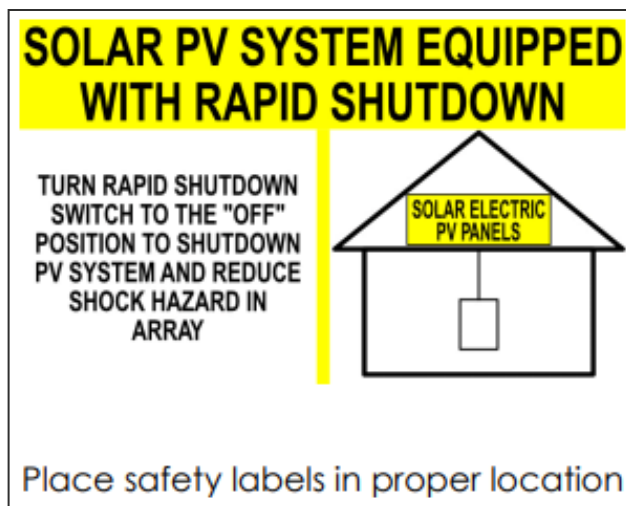 SOLAR PV SYSTEM EQUIPPED
WITH RAPID SHUTDOWN
TURN RAPID SHUTDOWN
SWITCH TO THE "OFF"
POSITION TO SHUTDOWN
PV SYSTEM AND REDUCE
SHOCK HAZARD IN
ARRAY
SOLAR ELECTRIC
PV PANELS
Place safety labels in proper location